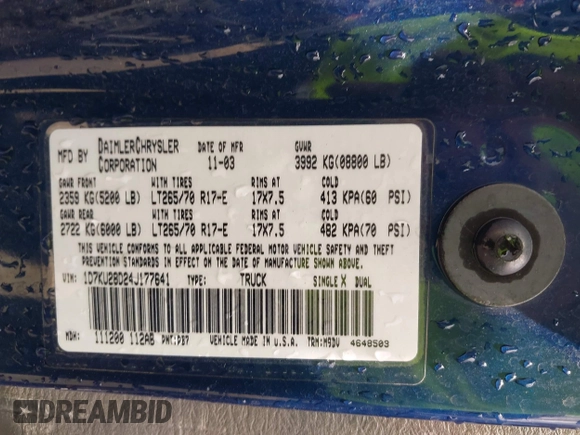 MFD BY DAIMLERCHRYSLER CORPORATION DATE OF MFR 11-03 GVWR 3992 KG(08800 LB)
GAWR FRONT WITH TIRES RIMS AT COLD
2359 KG(5200 LB) LT265/70 R17-E 17X7.5 413 KPA(60 PSI)
GAWR REAR WITH TIRES RIMS AT COLD
2722 KG(6000 LB) LT265/70 R17-E 17X7.5 482 KPA(70 PSI)
THIS VEHICLE CONFORMS TO ALL APPLICABLE FEDERAL MOTOR VEHICLE SAFETY AND THEFT
PREVENTION STANDARDS IN EFFECT ON THE DATE OF MANUFACTURE SHOWN ABOVE.
VIN: 1D7KU28D24J177641 TYPE: TRUCK SINGLE X DUAL
MDH: 111200 112AB PNT:PB7 VEHICLE MADE IN U.S.A. TRM:M9DV 4648503
DREAMBID